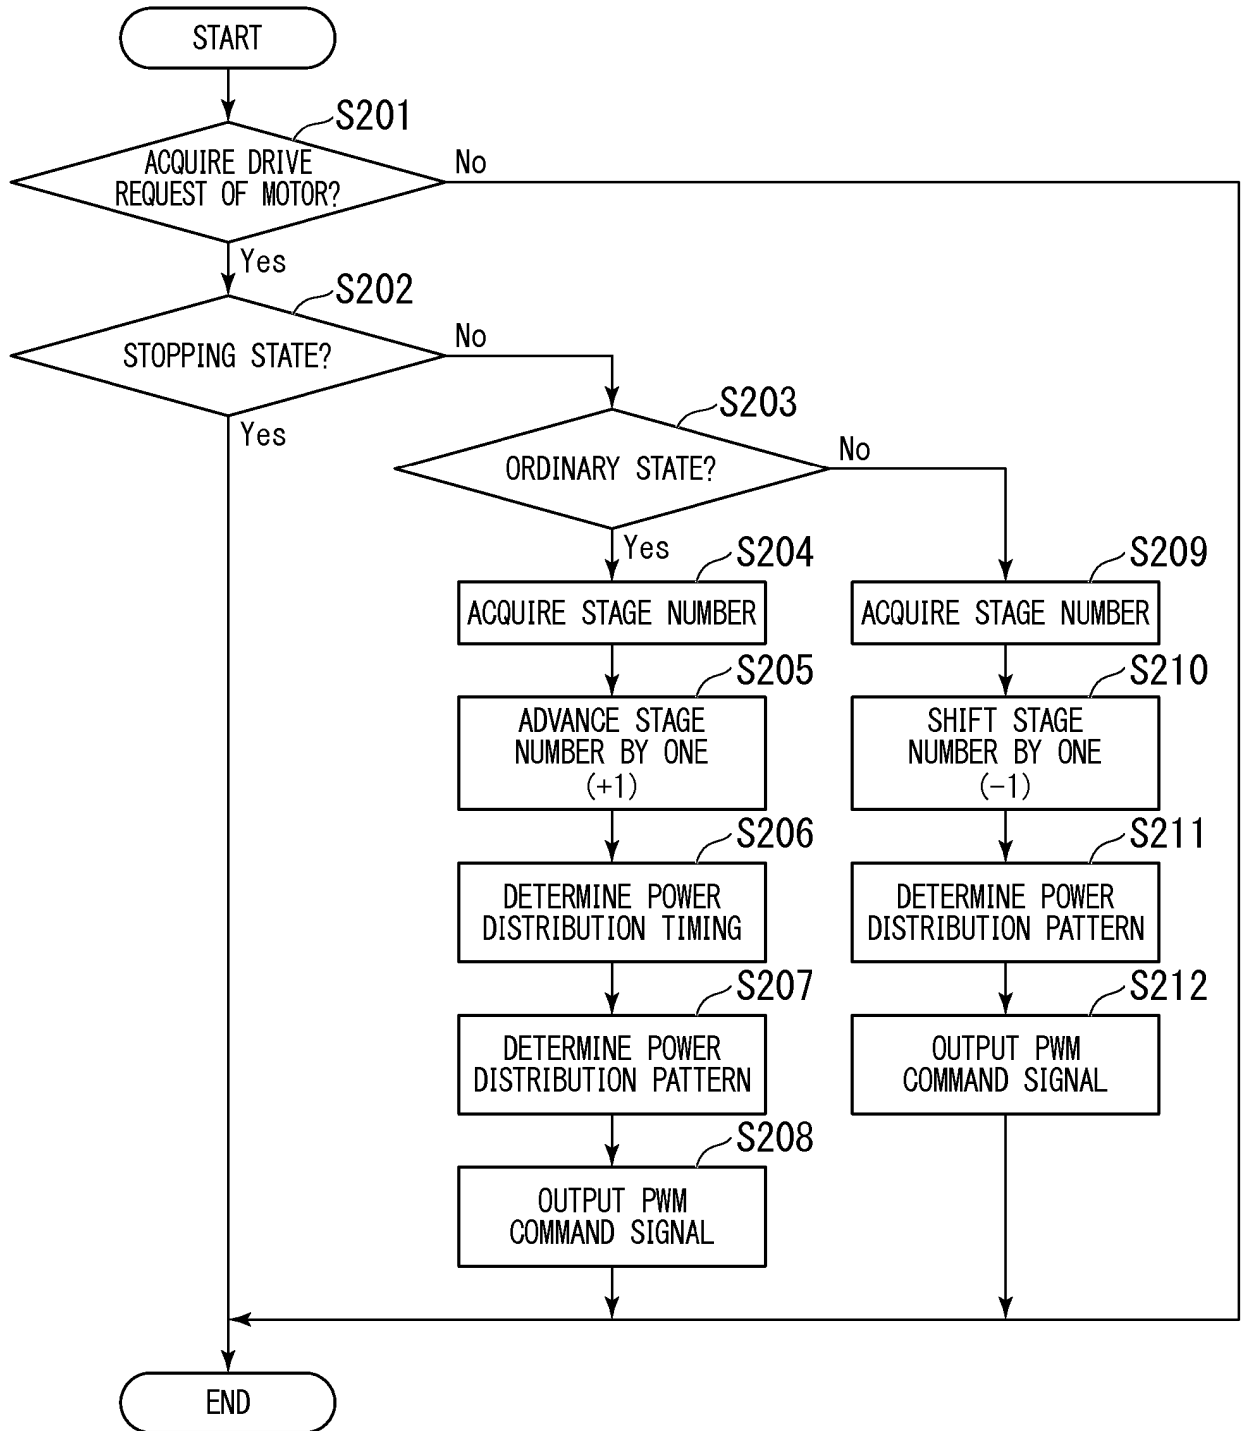 START
S201
ACQUIRE DRIVE
REQUEST OF MOTOR?
No
Yes
S202
STOPPING STATE?
No
Yes
S203
ORDINARY STATE?
No
Yes
S204
ACQUIRE STAGE NUMBER
S205
ADVANCE STAGE
NUMBER BY ONE
(+1)
S206
DETERMINE POWER
DISTRIBUTION TIMING
S207
DETERMINE POWER
DISTRIBUTION PATTERN
S208
OUTPUT PWM
COMMAND SIGNAL
S209
ACQUIRE STAGE NUMBER
S210
SHIFT STAGE
NUMBER BY ONE
(-1)
S211
DETERMINE POWER
DISTRIBUTION PATTERN
S212
OUTPUT PWM
COMMAND SIGNAL
END